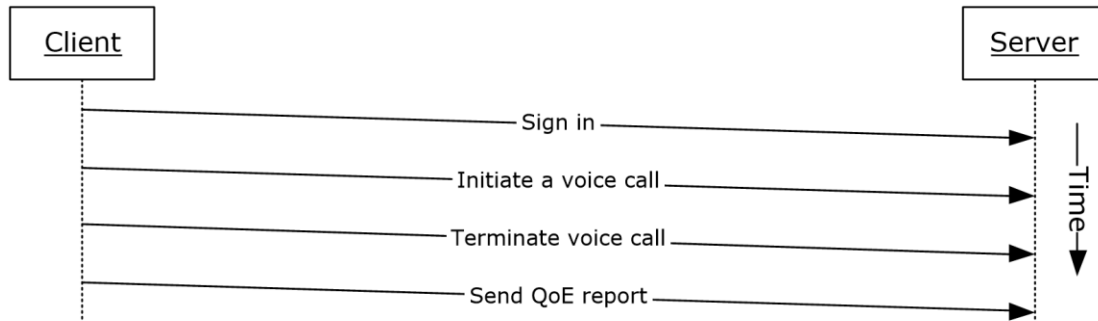 Client
Server
Sign in
Initiate a voice call
Time
Terminate voice call
Send QoE report